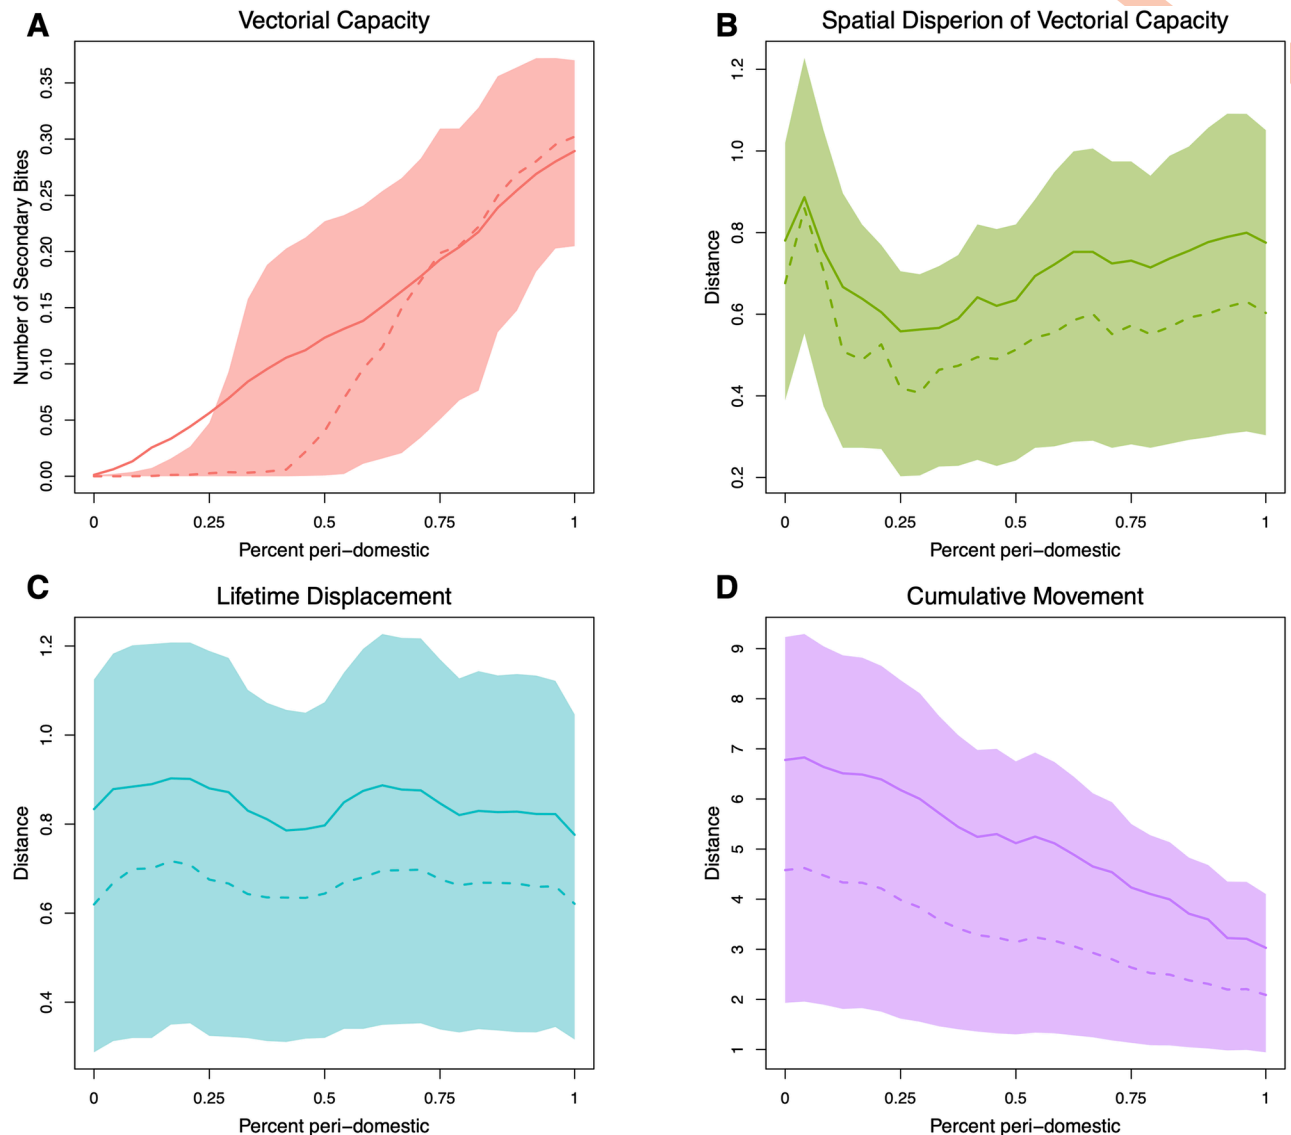 A
Vectorial Capacity
Number of Secondary Bites
0.35
0.30
0.25
0.20
0.15
0.10
0.05
0.00
0 0.25 0.5 0.75 1
Percent peri−domestic
B
Spatial Disperion of Vectorial Capacity
Distance
1.2
1.0
0.8
0.6
0.4
0.2
0 0.25 0.5 0.75 1
Percent peri−domestic
C
Lifetime Displacement
Distance
1.2
1.0
0.8
0.6
0.4
0 0.25 0.5 0.75 1
Percent peri−domestic
D
Cumulative Movement
Distance
9
8
7
6
5
4
3
2
1
0 0.25 0.5 0.75 1
Percent peri−domestic